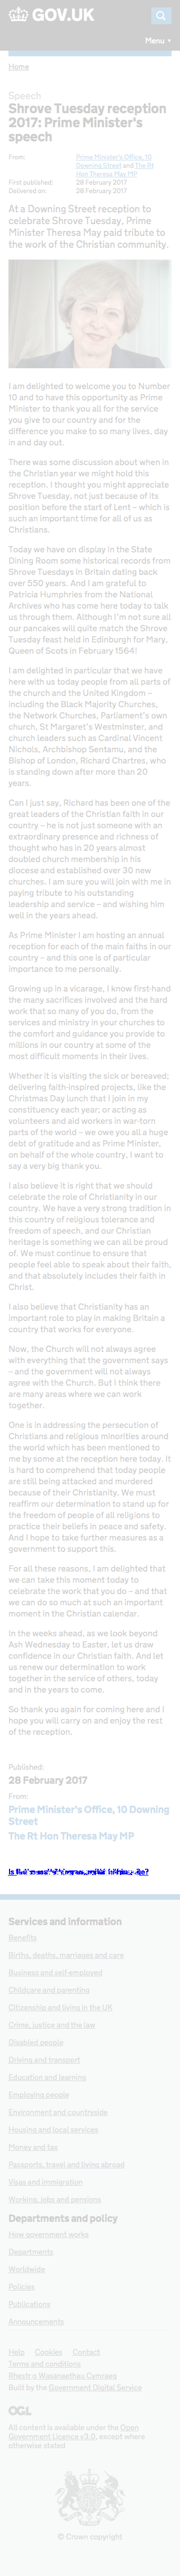 GOV.UK
Menu
Home
Speech
Shrove Tuesday reception
2017: Prime Minister's
speech
From: Prime Minister's Office, 10
Downing Street and The Rt
Hon Theresa May MP
First published: 28 February 2017
Delivered on: 28 February 2017
At a Downing Street reception to
celebrate Shrove Tuesday, Prime
Minister Theresa May paid tribute to
the work of the Christian community.
I am delighted to welcome you to Number
10 and to have this opportunity as Prime
Minister to thank you all for the service
you give to our country and for the
difference you make to so many lives, day
in and day out.
There was some discussion about when in
the calendar we might hold this
reception. I thought you might appreciate
Shrove Tuesday, not just because of its
position before the start of Lent – which is
such an important time for all of us as
Christians.
Today we have on display in the State
Dining Room some historical records from
Shrove Tuesdays in Britain dating back
over 550 years. And I am grateful to
Patricia Humphries from the National
Archives who has come here today to talk
us through them. Although I'm not sure all
our pancakes will quite match the Shrove
Tuesday feast held in Edinburgh for Mary,
Queen of Scots in February 1564!
I am delighted in particular that today we
have here with us today people from all parts of
our church and the United Kingdom –
including the Black Majority Churches,
the Network Churches, Parliament's own
church, St Margaret's Westminster, and
church leaders such as Cardinal Vincent
Nichols, Archbishop Sentamu, and the
Bishop of London, Richard Chartres, who
is standing down after more than 20
years.
Can I just say, Richard has been one of the
great leaders of the Christian faith in our
country – he is not just someone with an
extraordinary presence and richness of
thought who has in 20 years almost
doubled church membership in his
diocese and established over 30 new
churches. I am sure you will join with me in
paying tribute to his outstanding
leadership and service – and wishing him
well in the years ahead.
As Prime Minister I am hosting an annual
reception for each of the main faiths in our
country – and this one is of particular
importance to me personally.
Growing up in a vicarage, I know first-hand
how many sacrifices involved and the hard
work that so many of you do, from the
services and ministry in your churches to
the comfort and guidance you provide to
millions in our country at some of the
most difficult moments in their lives.
Whether it is visiting the sick or bereaved;
delivering faith-inspired projects, like the
Christmas Day lunch that I join to in my
constituency each year; or acting as
volunteers and aid workers in war-torn
parts of the world – we owe you all a huge
debt of gratitude and as Prime Minister,
on behalf of the whole country, I want to
say a very big thank you.
I also believe it is right that we should
celebrate the role of Christianity in our
country. We have a very strong tradition in
this country of religious tolerance and
freedom of speech, and our Christian
heritage is something we can all be proud
of. We must continue to ensure that
people feel able to speak about their faith,
and that absolutely includes their faith in
Christ.
I also believe that Christianity has an
important role to play in making Britain a
country that works for everyone.
Now, the Church will not always agree
with everything that the government says
– and the government will not always
agree with the Church. But I think there
are many areas where we can work
together.
One is in addressing the persecution of
Christians and religious minorities around
the world which has been mentioned to
me by some at the reception here today. It
is hard to comprehend that today people
are still being attacked and murdered
because of their Christianity. We must
reaffirm our determination to stand up for
the freedom of people to practice their
religious beliefs in peace and safety.
And I hope to take further measures as a
government to support this.
For all these reasons, I am delighted that
we can take this moment today to
celebrate the work that you do – and that
we can do so at such an important
moment in the Christian calendar.
In the weeks ahead, as we look beyond
Ash Wednesday to Easter, let us draw
confidence in our Christian values. And let
us work together in the service of others,
today in our own land. And let us
renew our determination to
to serve people of all faiths and none.
So thank you again for coming here and I
hope you will carry on and enjoy the rest
of the reception.
Published:
28 February 2017
From:
Prime Minister's Office, 10 Downing
Street
The Rt Hon Theresa May MP
Services and information
Benefits
Births, deaths, marriages and care
Business and self-employed
Childcare and parenting
Citizenship and living in the UK
Crime, justice and the law
Disabled people
Driving and transport
Education and learning
Employing people
Environment and countryside
Housing and local services
Money and tax
Passports, travel and living abroad
Visas and immigration
Working, jobs and pensions
Departments and policy
How government works
Departments
Worldwide
Policies
Publications
Announcements
Help Cookies Contact
Terms and conditions
Rhestr o Wasanaethau Cymraeg
Built by the Government Digital Service
OGL
All content is available under the Open
Government Licence v3.0, except where
otherwise stated
© Crown copyright